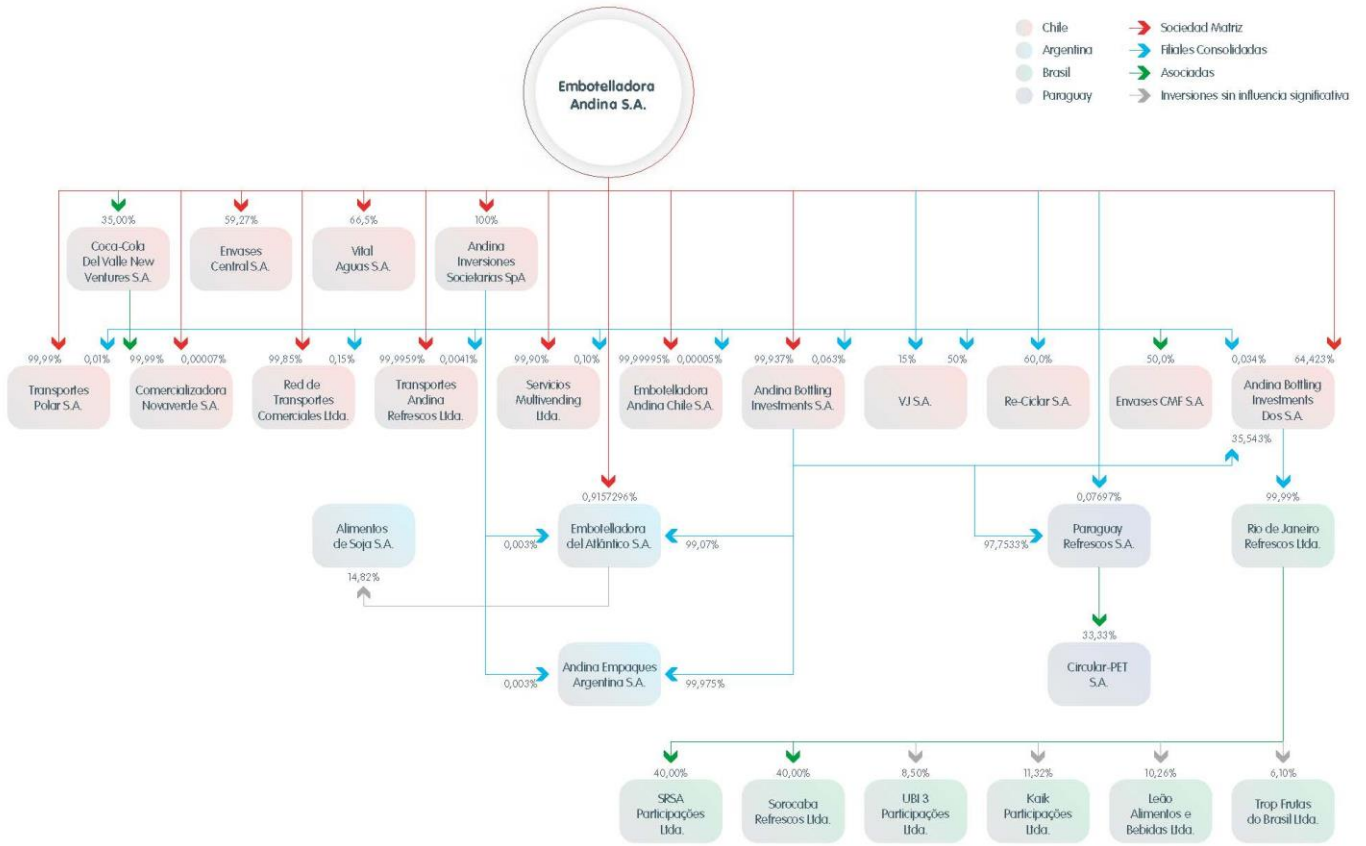 Embotelladora
Andina S.A.
Chile
Argentina
Brasil
Paraguay
Sociedad Matriz
Filiales Consolidadas
Asociadas
Inversiones sin influencia significativa
35,00%
59,27%
66,5%
100%
Coca-Cola
Del Valle New
Ventures S.A.
Envases
Central S.A.
Vital
Aguas S.A.
Andina
Inversiones
Societarias SpA
99,99%
0,01%
99,99%
0,00007%
99,85%
0,15%
99,9959%
0,0041%
99,90%
0,10%
99,99995%
0,00005%
99,937%
0,063%
15%
50%
60,0%
50,0%
0,034%
64,423%
Transportes
Polar S.A.
Comercializadora
Novaverde S.A.
Red de
Transportes
Comerciales Ltda.
Transportes
Andina
Refrescos Ltda.
Servicios
Multivending
Ltda.
Embotelladora
Andina Chile S.A.
Andina Bottling
Investments S.A.
VJ S.A.
Re-Ciclar S.A.
Envases CMF S.A.
Andina Bottling
Investments
Dos S.A.
35,543%
0,9157296%
0,07697%
99,99%
Alimentos
de Soja S.A.
14,82%
0,003%
Embotelladora
del Atlántico S.A.
99,07%
97,7533%
Paraguay
Refrescos S.A.
Rio de Janeiro
Refrescos Ltda.
33,33%
0,003%
Andina Empaques
Argentina S.A.
99,975%
Circular-PET
S.A.
40,00%
40,00%
8,50%
11,32%
10,26%
6,10%
SRSA
Participações
Ltda.
Sorocaba
Refrescos Ltda.
UBI 3
Participações
Ltda.
Kaik
Participações
Ltda.
Leão
Alimentos e
Bebidas Ltda.
Trop Frutas
do Brasil Ltda.